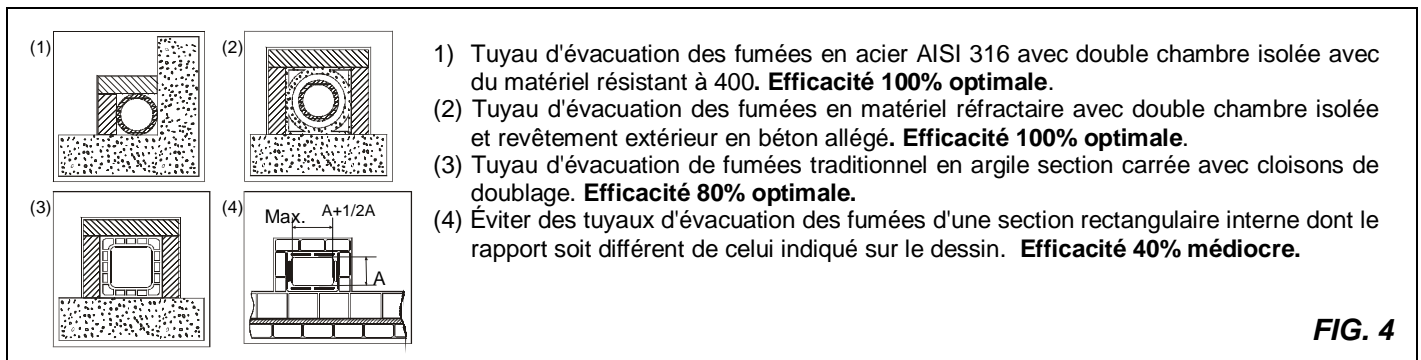 (1)
(2)
(3)
(4)
Max.
A+1/2A
A
1) Tuyau d'évacuation des fumées en acier AISI 316 avec double chambre isolée avec
du matériel résistant à 400. Efficacité 100% optimale.
(2) Tuyau d'évacuation des fumées en matériel réfractaire avec double chambre isolée
et revêtement extérieur en béton allégé. Efficacité 100% optimale.
(3) Tuyau d'évacuation de fumées traditionnel en argile section carrée avec cloisons de
doublage. Efficacité 80% optimale.
(4) Éviter des tuyaux d'évacuation des fumées d'une section rectangulaire interne dont le
rapport soit différent de celui indiqué sur le dessin. Efficacité 40% médiocre.
FIG. 4